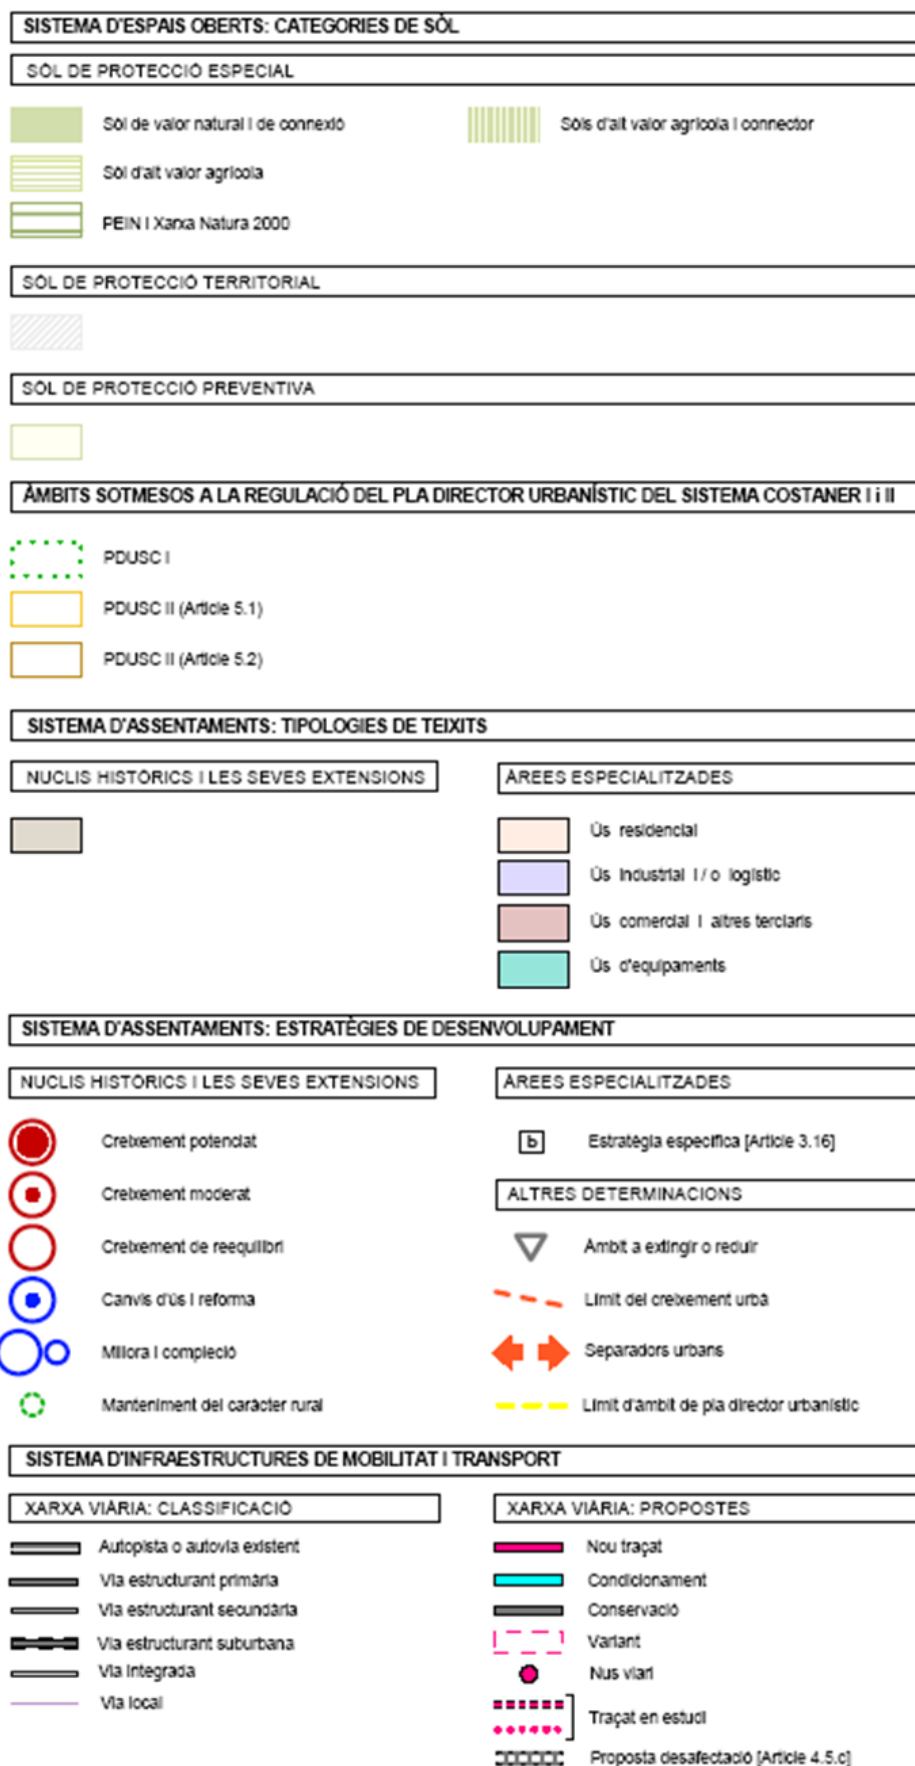 SISTEMA D'ESPAIS OBERTS: CATEGORIES DE SÒL
SÒL DE PROTECCIÓ ESPECIAL
Sòl de valor natural i de connexió
Sòls d'alt valor agrícola i connector
Sòl d'alt valor agrícola
PEIN i Xarxa Natura 2000
SÒL DE PROTECCIÓ TERRITORIAL
SÒL DE PROTECCIÓ PREVENTIVA
ÀMBITS SOTMESOS A LA REGULACIÓ DEL PLA DIRECTOR URBANÍSTIC DEL SISTEMA COSTANER I i II
PDUSC I
PDUSC II (Article 5.1)
PDUSC II (Article 5.2)
SISTEMA D'ASSENTAMENTS: TIPOLOGIES DE TEIXITS
NUCLIS HISTÒRICS I LES SEVES EXTENSIONS
ÀREES ESPECIALITZADES
Ús residencial
Ús industrial i / o logístic
Ús comercial i altres terciaris
Ús d'equipaments
SISTEMA D'ASSENTAMENTS: ESTRATÈGIES DE DESENVOLUPAMENT
NUCLIS HISTÒRICS I LES SEVES EXTENSIONS
ÀREES ESPECIALITZADES
Creixement potenciat
b Estratègia específica [Article 3.16]
Creixement moderat
ALTRES DETERMINACIONS
Creixement de reequilibri
Àmbit a extingir o reduir
Canvis d'ús i reforma
Límit del creixement urbà
Millora i compleció
Separadors urbans
Manteniment del caràcter rural
Límit d'àmbit de pla director urbanístic
SISTEMA D'INFRAESTRUCTURES DE MOBILITAT I TRANSPORT
XARXA VIÀRIA: CLASSIFICACIÓ
XARXA VIÀRIA: PROPOSTES
Autopista o autovia existent
Nou traçat
Via estructurant primària
Condicionament
Via estructurant secundària
Conservació
Via estructurant suburbana
Variant
Via integrada
Nus viari
Via local
Traçat en estudi
Proposta desafectació [Article 4.5.c]